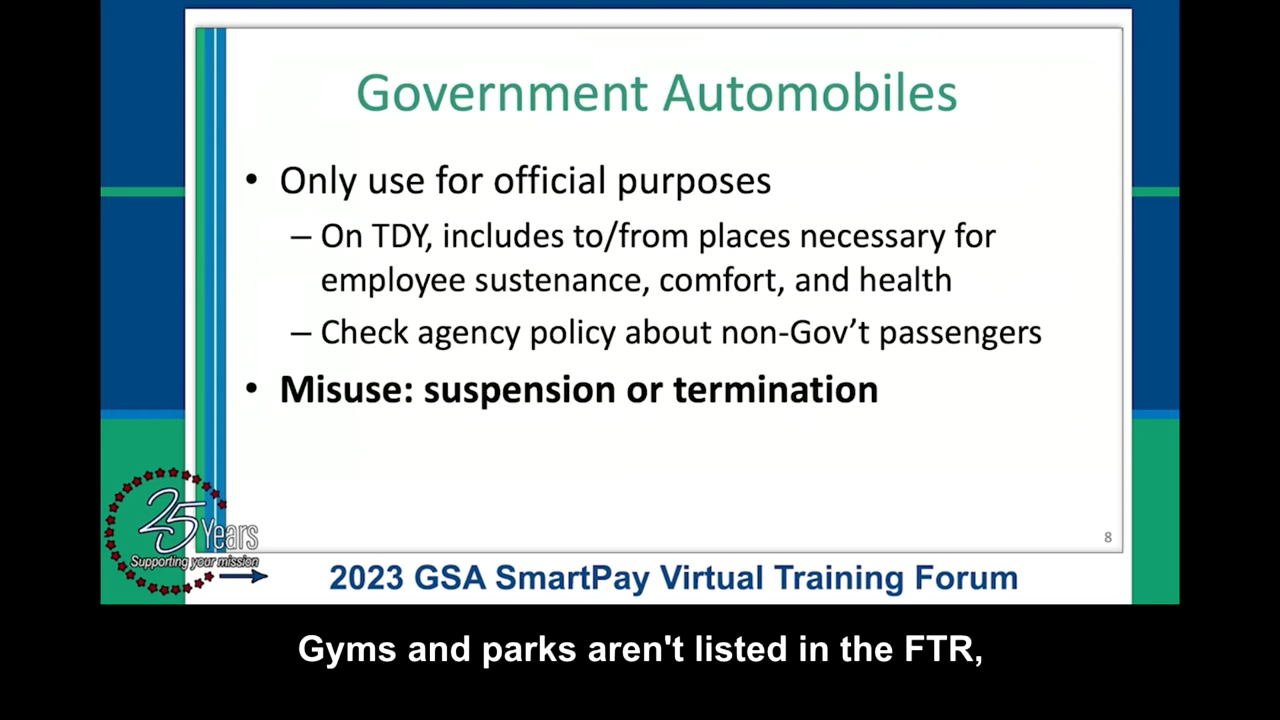 Government Automobiles
• Only use for official purposes
– On TDY, includes to/from places necessary for
employee sustenance, comfort, and health
– Check agency policy about non-Gov’t passengers
• Misuse: suspension or termination
8
25 Years
Supporting your mission
2023 GSA SmartPay Virtual Training Forum
Gyms and parks aren't listed in the FTR,